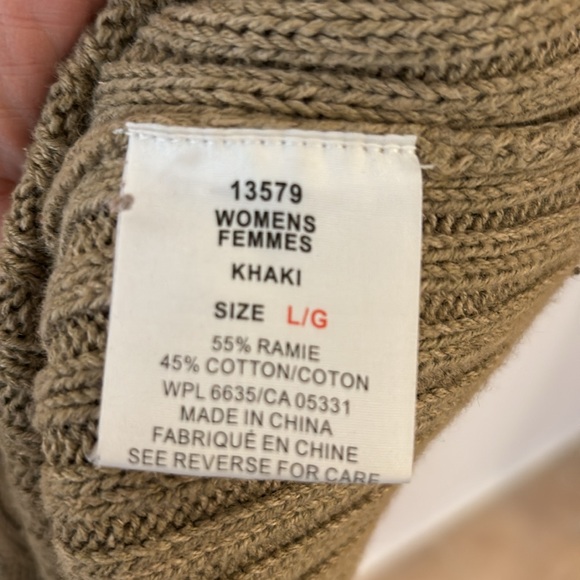 13579
WOMENS
FEMMES
KHAKI
SIZE L/G
55% RAMIE
45% COTTON/COTON
WPL 6635/CA 05331
MADE IN CHINA
FABRIQUÉ EN CHINE
SEE REVERSE FOR CARE